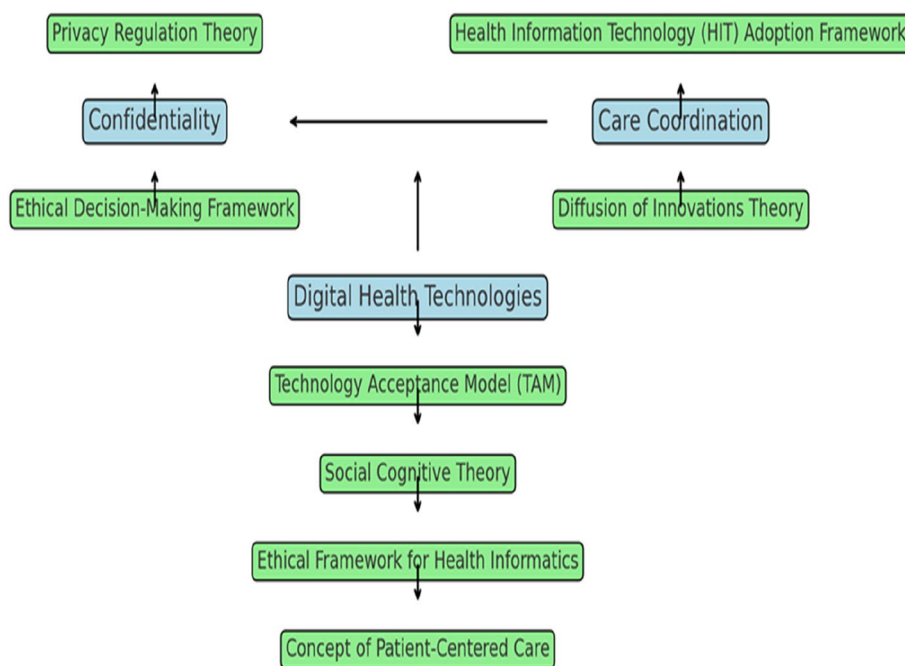 Privacy Regulation Theory
Health Information Technology (HIT) Adoption Framework
Confidentiality
Care Coordination
Ethical Decision-Making Framework
Diffusion of Innovations Theory
Digital Health Technologies
Technology Acceptance Model (TAM)
Social Cognitive Theory
Ethical Framework for Health Informatics
Concept of Patient-Centered Care